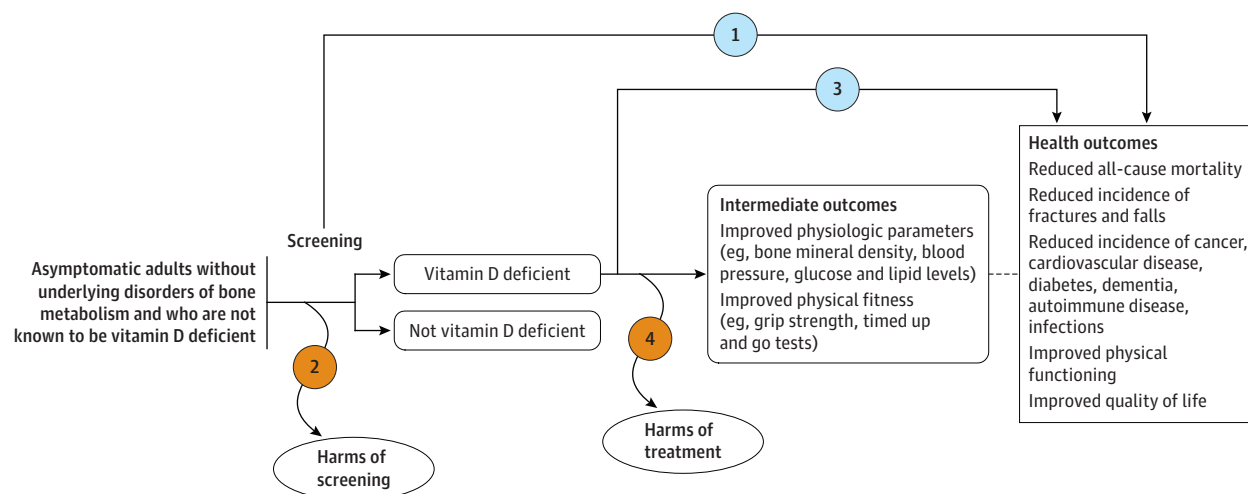 1
3
Screening
Asymptomatic adults without
underlying disorders of bone
metabolism and who are not
known to be vitamin D deficient
2
Harms of
screening
Vitamin D deficient
Not vitamin D deficient
4
Harms of
treatment
Intermediate outcomes
Improved physiologic parameters
(eg, bone mineral density, blood
pressure, glucose and lipid levels)
Improved physical fitness
(eg, grip strength, timed up
and go tests)
Health outcomes
Reduced all-cause mortality
Reduced incidence of
fractures and falls
Reduced incidence of cancer,
cardiovascular disease,
diabetes, dementia,
autoimmune disease,
infections
Improved physical
functioning
Improved quality of life